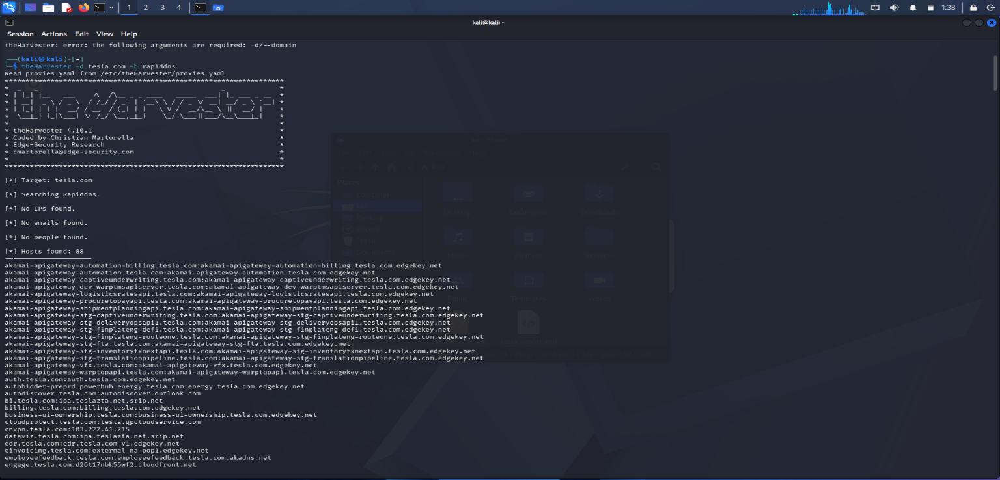 1 2 3 4 1:38
kali@kali: ~
Session Actions Edit View Help
theHarvester: error: the following arguments are required: -d/--domain
┌──(kali㉿kali)-[~]
└─$ theHarvester -d tesla.com -b rapiddns
Read proxies.yaml from /etc/theHarvester/proxies.yaml
*******************************************************************
theHarvester
* theHarvester 4.10.1 *
* Coded by Christian Martorella *
* Edge-Security Research *
* cmartorella@edge-security.com *
* *
*******************************************************************
[*] Target: tesla.com
[*] Searching Rapiddns.
[*] No IPs found.
[*] No emails found.
[*] No people found.
[*] Hosts found: 88
---------------------
akamai-apigateway-automation-billing.tesla.com:akamai-apigateway-automation-billing.tesla.com.edgekey.net
akamai-apigateway-automation.tesla.com:akamai-apigateway-automation.tesla.com.edgekey.net
akamai-apigateway-captiveunderwriting.tesla.com:akamai-apigateway-captiveunderwriting.tesla.com.edgekey.net
akamai-apigateway-dev-warptmsapiserver.tesla.com:akamai-apigateway-dev-warptmsapiserver.tesla.com.edgekey.net
akamai-apigateway-logisticsratesapi.tesla.com:akamai-apigateway-logisticsratesapi.tesla.com.edgekey.net
akamai-apigateway-procuretopayapi.tesla.com:akamai-apigateway-procuretopayapi.tesla.com.edgekey.net
akamai-apigateway-shipmentplanningapi.tesla.com:akamai-apigateway-shipmentplanningapi.tesla.com.edgekey.net
akamai-apigateway-stg-captiveunderwriting.tesla.com:akamai-apigateway-stg-captiveunderwriting.tesla.com.edgekey.net
akamai-apigateway-stg-deliveryopsapi1.tesla.com:akamai-apigateway-stg-deliveryopsapi1.tesla.com.edgekey.net
akamai-apigateway-stg-finplateng-defi.tesla.com:akamai-apigateway-stg-finplateng-defi.tesla.com.edgekey.net
akamai-apigateway-stg-finplateng-routeone.tesla.com:akamai-apigateway-stg-finplateng-routeone.tesla.com.edgekey.net
akamai-apigateway-stg-fta.tesla.com:akamai-apigateway-stg-fta.tesla.com.edgekey.net
akamai-apigateway-stg-inventorytxnextapi.tesla.com:akamai-apigateway-stg-inventorytxnextapi.tesla.com.edgekey.net
akamai-apigateway-stg-translationpipeline.tesla.com:akamai-apigateway-stg-translationpipeline.tesla.com.edgekey.net
akamai-apigateway-vfx.tesla.com:akamai-apigateway-vfx.tesla.com.edgekey.net
akamai-apigateway-warptqpapi.tesla.com:akamai-apigateway-warptqpapi.tesla.com.edgekey.net
auth.tesla.com:auth.tesla.com.edgekey.net
autobidder-preprd.powerhub.energy.tesla.com:energy.tesla.com.edgekey.net
autodiscover.tesla.com:autodiscover.outlook.com
bi.tesla.com:ipa.teslazta.net.srip.net
billing.tesla.com:billing.tesla.com.edgekey.net
business-ui-ownership.tesla.com:business-ui-ownership.tesla.com.edgekey.net
cloudprotect.tesla.com:tesla.gpcloudservice.com
cnvpn.tesla.com:103.222.41.215
dataviz.tesla.com:ipa.teslazta.net.srip.net
edr.tesla.com:edr.tesla.com-v1.edgekey.net
einvoicing.tesla.com:external-na-pop1.edgekey.net
employeefeedback.tesla.com:employeefeedback.tesla.com.akadns.net
engage.tesla.com:d26t17nbk55wf2.cloudfront.net